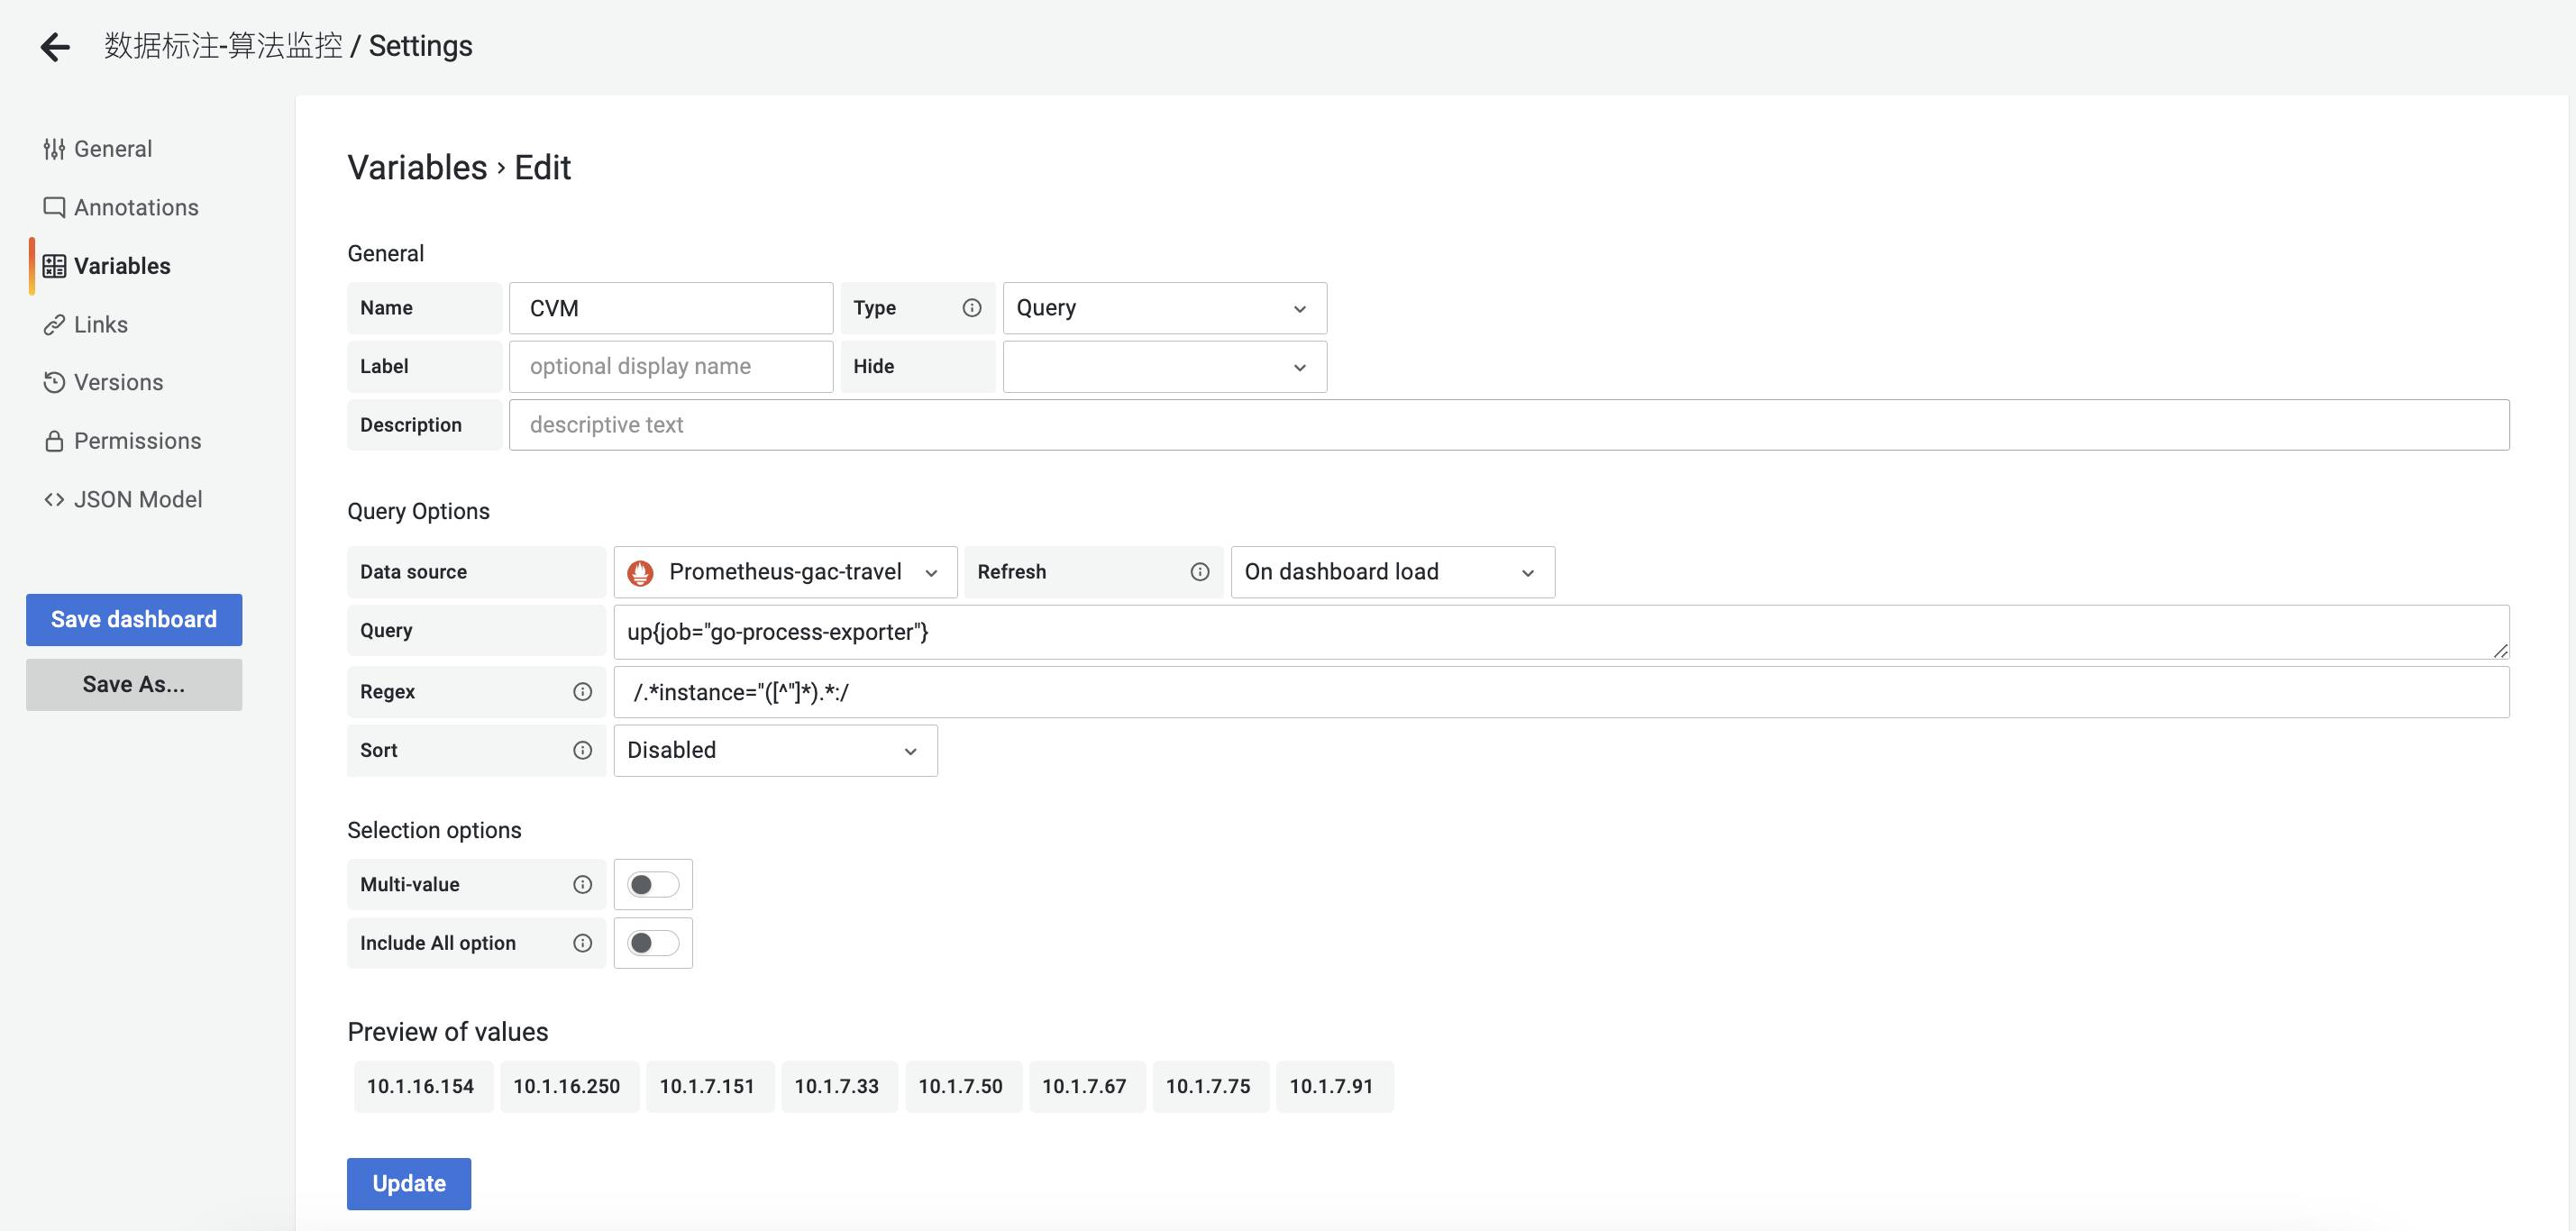 数据标注-算法监控 / Settings
General
Annotations
Variables
Links
Versions
Permissions
JSON Model
Save dashboard
Save As...
Variables › Edit
General
Name CVM Type Query
Label optional display name Hide
Description descriptive text
Query Options
Data source Prometheus-gac-travel Refresh On dashboard load
Query up{job="go-process-exporter"}
Regex /.*instance="([^"]*).*:/
Sort Disabled
Selection options
Multi-value
Include All option
Preview of values
10.1.16.154 10.1.16.250 10.1.7.151 10.1.7.33 10.1.7.50 10.1.7.67 10.1.7.75 10.1.7.91
Update